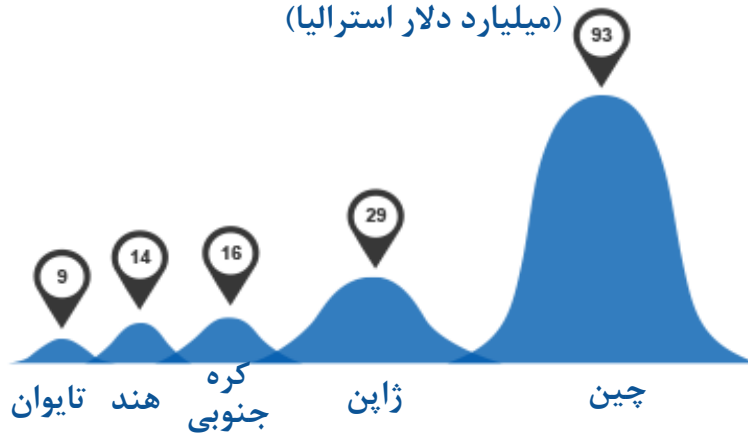 (میلیارد دلار استرالیا)
93
29
16
14
9
چین
ژاپن
کره
جنوبی
هند
تایوان